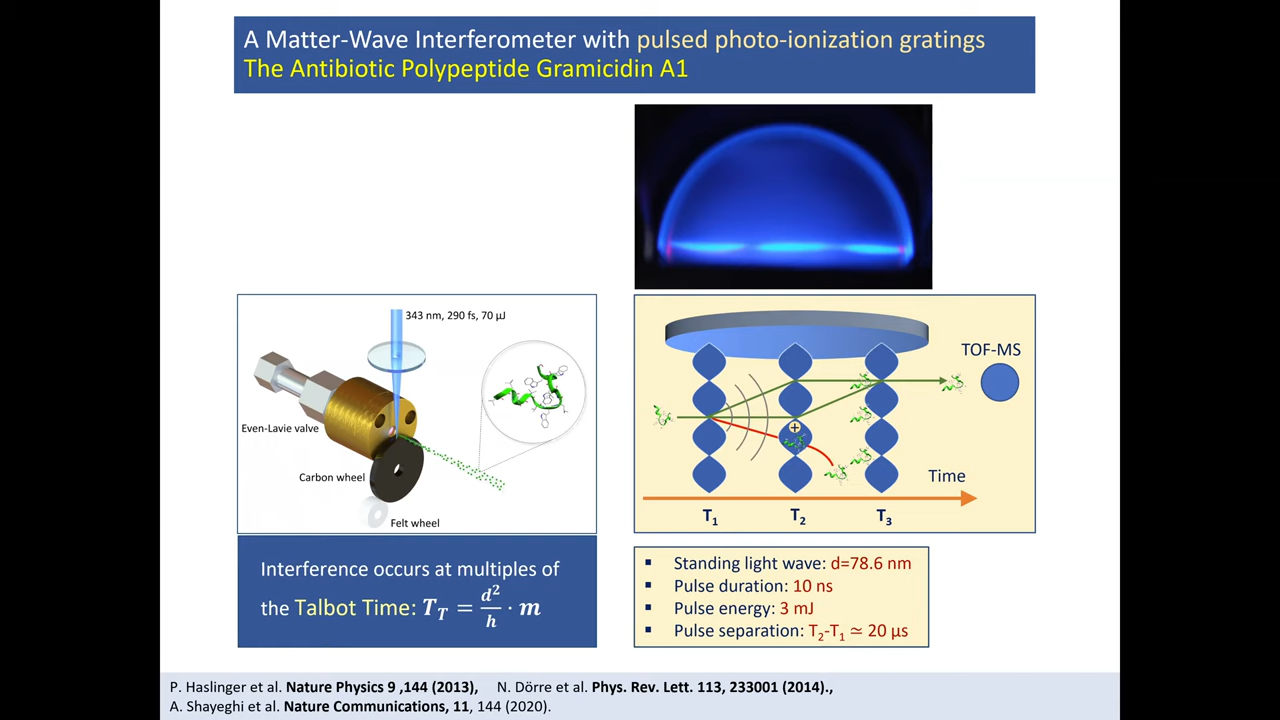 A Matter-Wave Interferometer with pulsed photo-ionization gratings
The Antibiotic Polypeptide Gramicidin A1
343 nm, 290 fs, 70 µJ
Even-Lavie valve
Carbon wheel
Felt wheel
TOF-MS
+
Time
T₁ T₂ T₃
Interference occurs at multiples of
the Talbot Time: T_T = d²/h · m
▪ Standing light wave: d=78.6 nm
▪ Pulse duration: 10 ns
▪ Pulse energy: 3 mJ
▪ Pulse separation: T₂-T₁ ≃ 20 µs
P. Haslinger et al. Nature Physics 9 ,144 (2013), N. Dörre et al. Phys. Rev. Lett. 113, 233001 (2014).,
A. Shayeghi et al. Nature Communications, 11, 144 (2020).